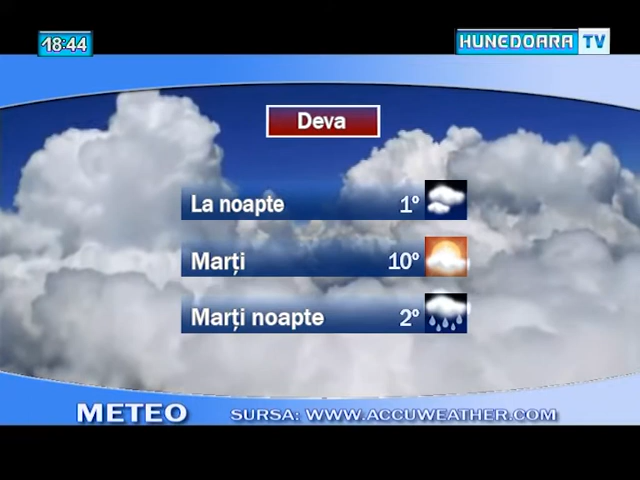 18:44
HUNEDOARA TV
Deva
La noapte 1°
Marți 10°
Marți noapte 2°
METEO SURSA: WWW.ACCUWEATHER.COM